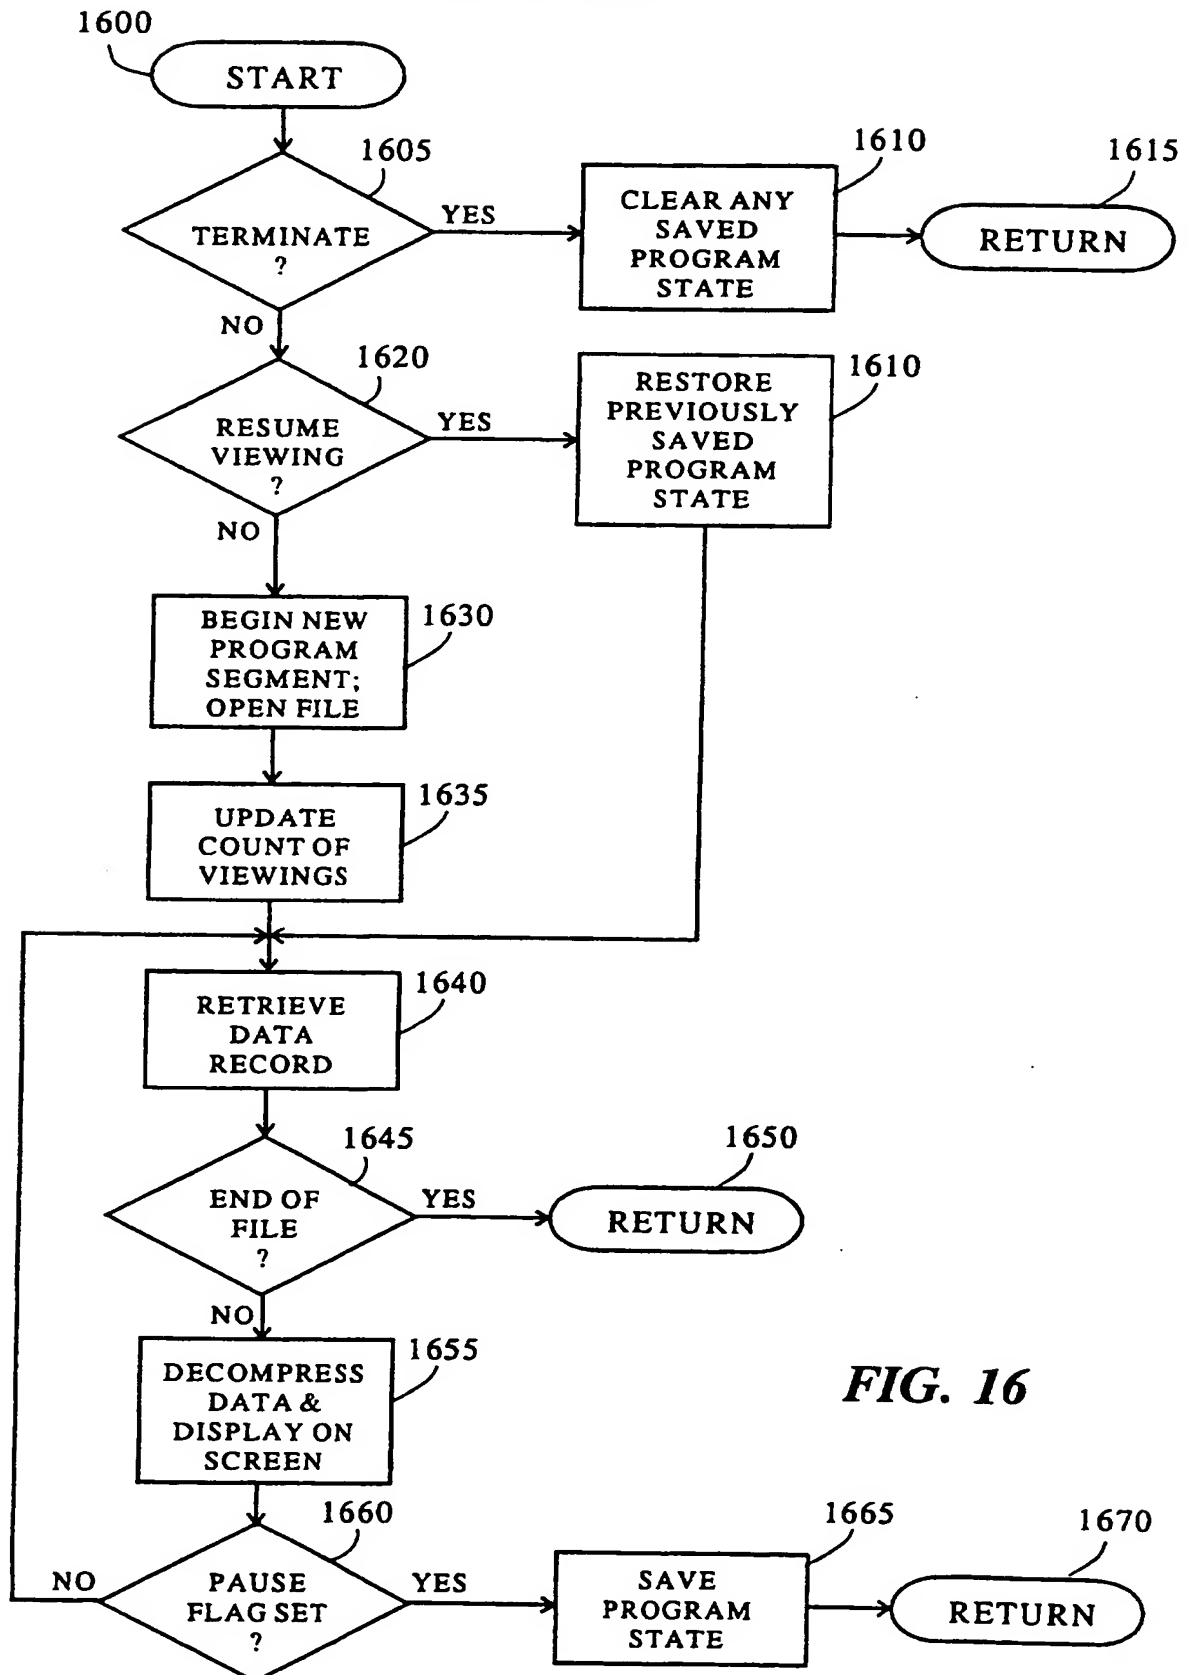 1600
START
1605
TERMINATE
?
YES
1610
CLEAR ANY
SAVED
PROGRAM
STATE
1615
RETURN
NO
1620
RESUME
VIEWING
?
YES
1610
RESTORE
PREVIOUSLY
SAVED
PROGRAM
STATE
NO
1630
BEGIN NEW
PROGRAM
SEGMENT;
OPEN FILE
1635
UPDATE
COUNT OF
VIEWINGS
1640
RETRIEVE
DATA
RECORD
1645
END OF
FILE
?
YES
1650
RETURN
NO
1655
DECOMPRESS
DATA &
DISPLAY ON
SCREEN
FIG. 16
1660
PAUSE
FLAG SET
?
NO
YES
1665
SAVE
PROGRAM
STATE
1670
RETURN